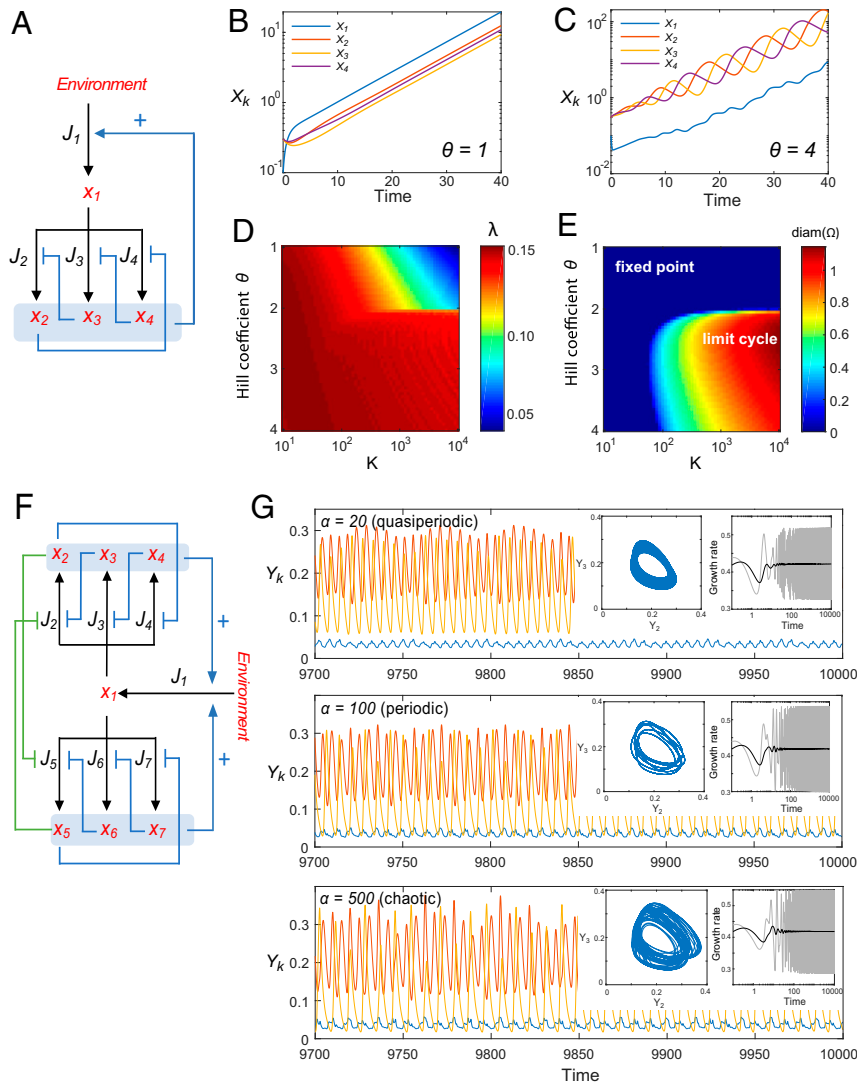 A
Environment
J1
+
x1
J2
J3
J4
x2
x3
x4
B
10^1
10^0
10^-1
Xk
X1
X2
X3
X4
θ = 1
0
10
20
30
40
Time
C
10^2
10^0
10^-2
Xk
X1
X2
X3
X4
θ = 4
0
10
20
30
40
Time
D
λ
1
2
3
4
Hill coefficient θ
10^1
10^2
10^3
10^4
K
0.15
0.10
0.05
E
diam(Ω)
fixed point
limit cycle
1
2
3
4
Hill coefficient θ
10^1
10^2
10^3
10^4
K
1
0.8
0.6
0.4
0.2
0
F
x2
x3
x4
J2
J3
J4
+
x1
J1
Environment
J5
J6
J7
+
x5
x6
x7
G
α = 20 (quasiperiodic)
Yk
0.3
0.2
0.1
0
9700
9750
9800
9850
9900
9950
10000
0.4
Y3
0.2
0
0
0.2
0.4
Y2
Growth rate
0.5
0.4
0.3
1
100
10000
Time
α = 100 (periodic)
Yk
0.3
0.2
0.1
0
9700
9750
9800
9850
9900
9950
10000
0.4
Y3
0.2
0
0
0.2
0.4
Y2
Growth rate
0.5
0.4
0.3
1
100
10000
Time
α = 500 (chaotic)
Yk
0.3
0.2
0.1
0
9700
9750
9800
9850
9900
9950
10000
0.4
Y3
0.2
0
0
0.2
0.4
Y2
Growth rate
0.5
0.4
0.3
1
100
10000
Time
Time